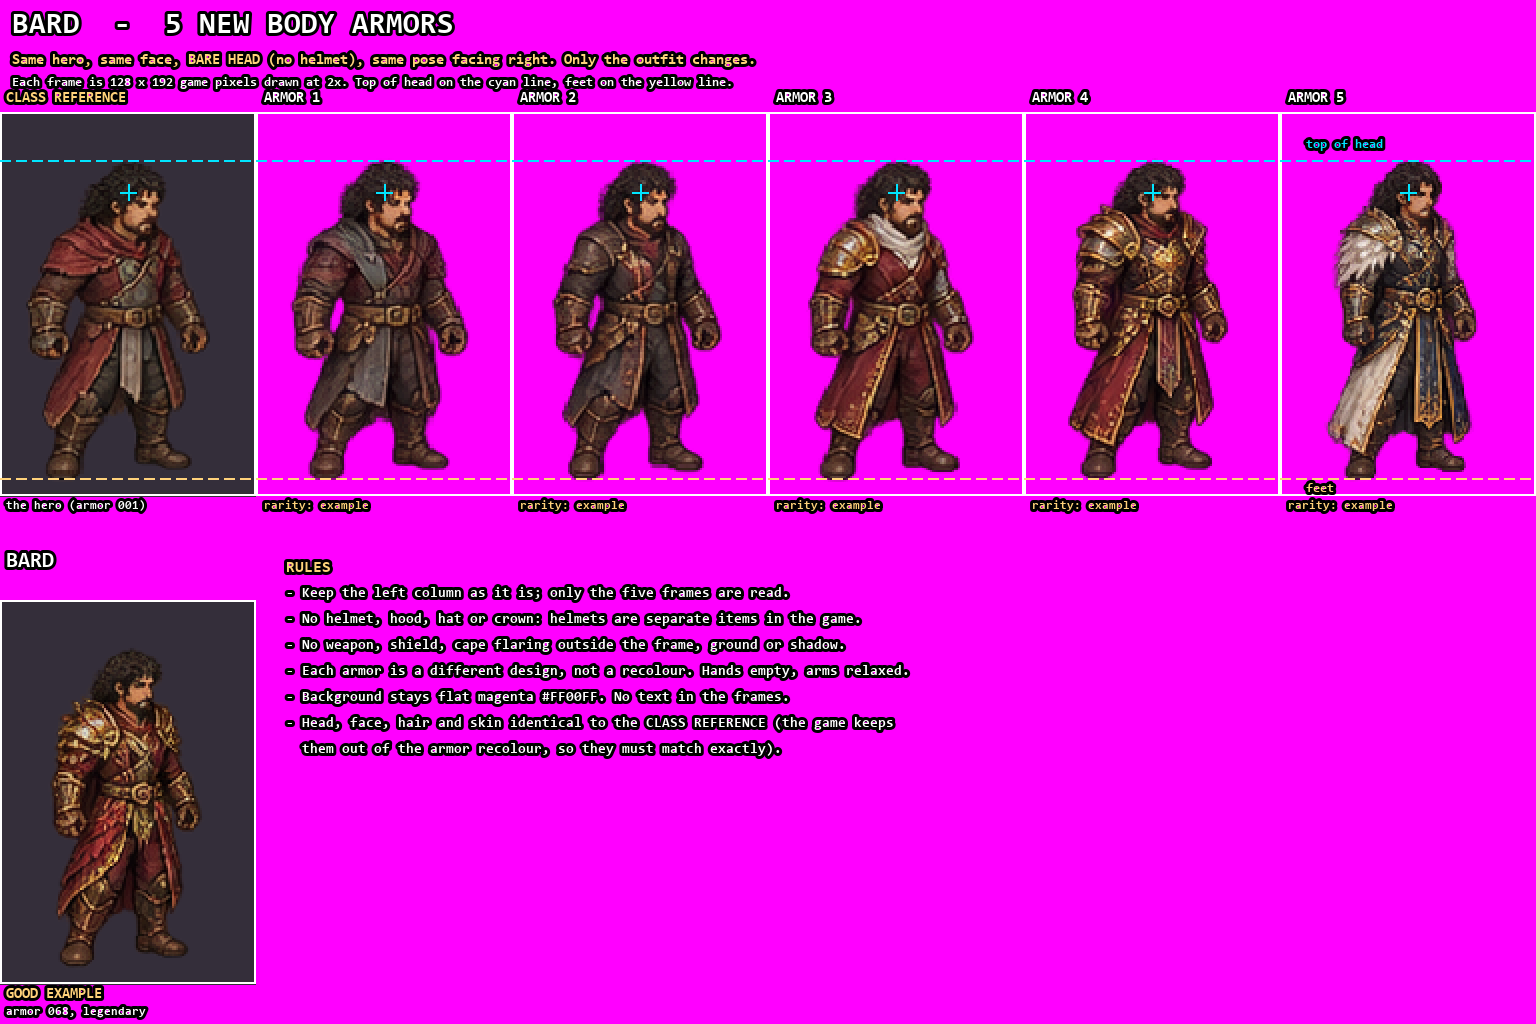 BARD - 5 NEW BODY ARMORS
Same hero, same face, BARE HEAD (no helmet), same pose facing right. Only the outfit changes.
Each frame is 128 x 192 game pixels drawn at 2x. Top of head on the cyan line, feet on the yellow line.
CLASS REFERENCE
ARMOR 1
ARMOR 2
ARMOR 3
ARMOR 4
ARMOR 5
top of head
feet
the hero (armor 001)
rarity: example
rarity: example
rarity: example
rarity: example
rarity: example
BARD
RULES
- Keep the left column as it is; only the five frames are read.
- No helmet, hood, hat or crown: helmets are separate items in the game.
- No weapon, shield, cape flaring outside the frame, ground or shadow.
- Each armor is a different design, not a recolour. Hands empty, arms relaxed.
- Background stays flat magenta #FF00FF. No text in the frames.
- Head, face, hair and skin identical to the CLASS REFERENCE (the game keeps
them out of the armor recolour, so they must match exactly).
GOOD EXAMPLE
armor 068, legendary